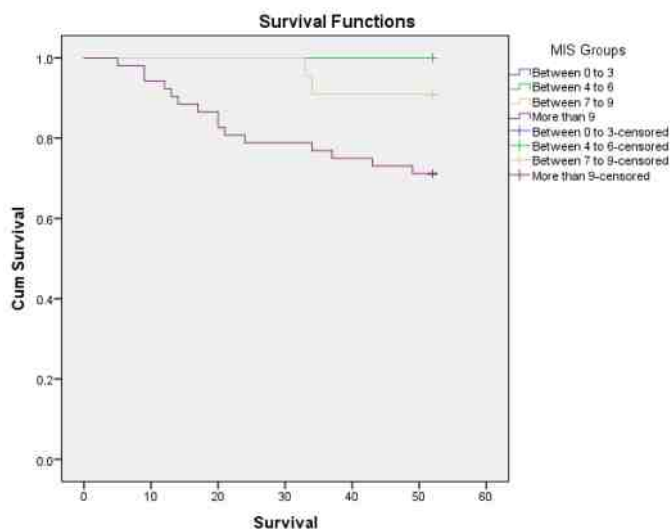 Survival Functions
MIS Groups
Between 0 to 3
Between 4 to 6
Between 7 to 9
More than 9
Between 0 to 3-censored
Between 4 to 6-censored
Between 7 to 9-censored
More than 9-censored
Cum Survival
1.0
0.8
0.6
0.4
0.2
0.0
0 10 20 30 40 50 60
Survival